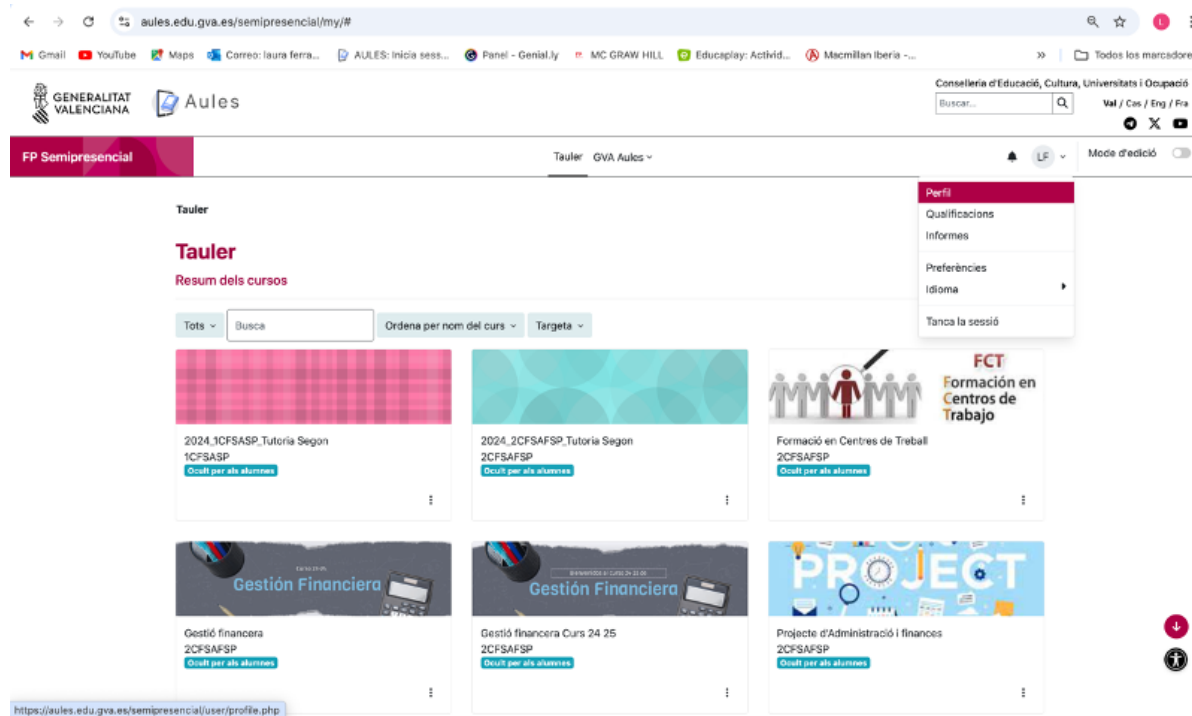 aules.edu.gva.es/semipresencial/my/#
L
Gmail YouTube Maps Correo: laura ferra... AULES: Inicia sess... Panel - Genial.ly MC GRAW HILL Educaplay: Activid... Macmillan Iberia -... » Todos los marcadore
GENERALITAT
VALENCIANA
Aules
Conselleria d'Educació, Cultura, Universitats i Ocupació
Buscar...
Val / Cas / Eng / Fra
FP Semipresencial
Tauler GVA Aules
LF
Mode d'edició
Perfil
Qualificacions
Informes
Preferències
Idioma
Tanca la sessió
Tauler
Tauler
Resum dels cursos
Tots Busca Ordena per nom del curs Targeta
FCT
Formación en
Centros de
Trabajo
2024_1CFSASP_Tutoria Segon
1CFSASP
Ocult per als alumnes
2024_2CFSAFSP_Tutoria Segon
2CFSAFSP
Ocult per als alumnes
Formació en Centres de Treball
2CFSAFSP
Ocult per als alumnes
Gestión Financiera
Gestión Financiera
PROJECT
Gestió financera
2CFSAFSP
Ocult per als alumnes
Gestió financera Curs 24 25
2CFSAFSP
Ocult per als alumnes
Projecte d'Administració i finances
2CFSAFSP
Ocult per als alumnes
https://aules.edu.gva.es/semipresencial/user/profile.php